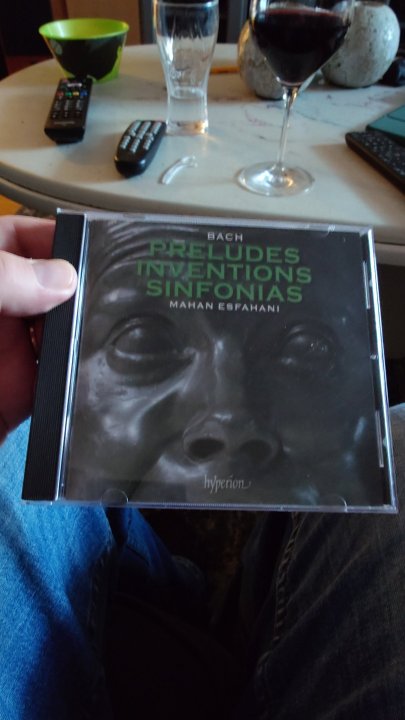 BACH
PRELUDES
INVENTIONS
SINFONIAS
MAHAN ESFAHANI
hyperion